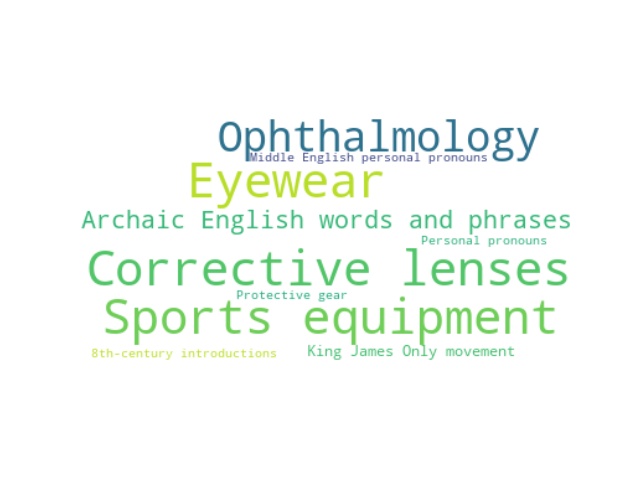 Ophthalmology
Middle English personal pronouns
Eyewear
Archaic English words and phrases
Personal pronouns
Corrective lenses
Protective gear
Sports equipment
8th-century introductions
King James Only movement